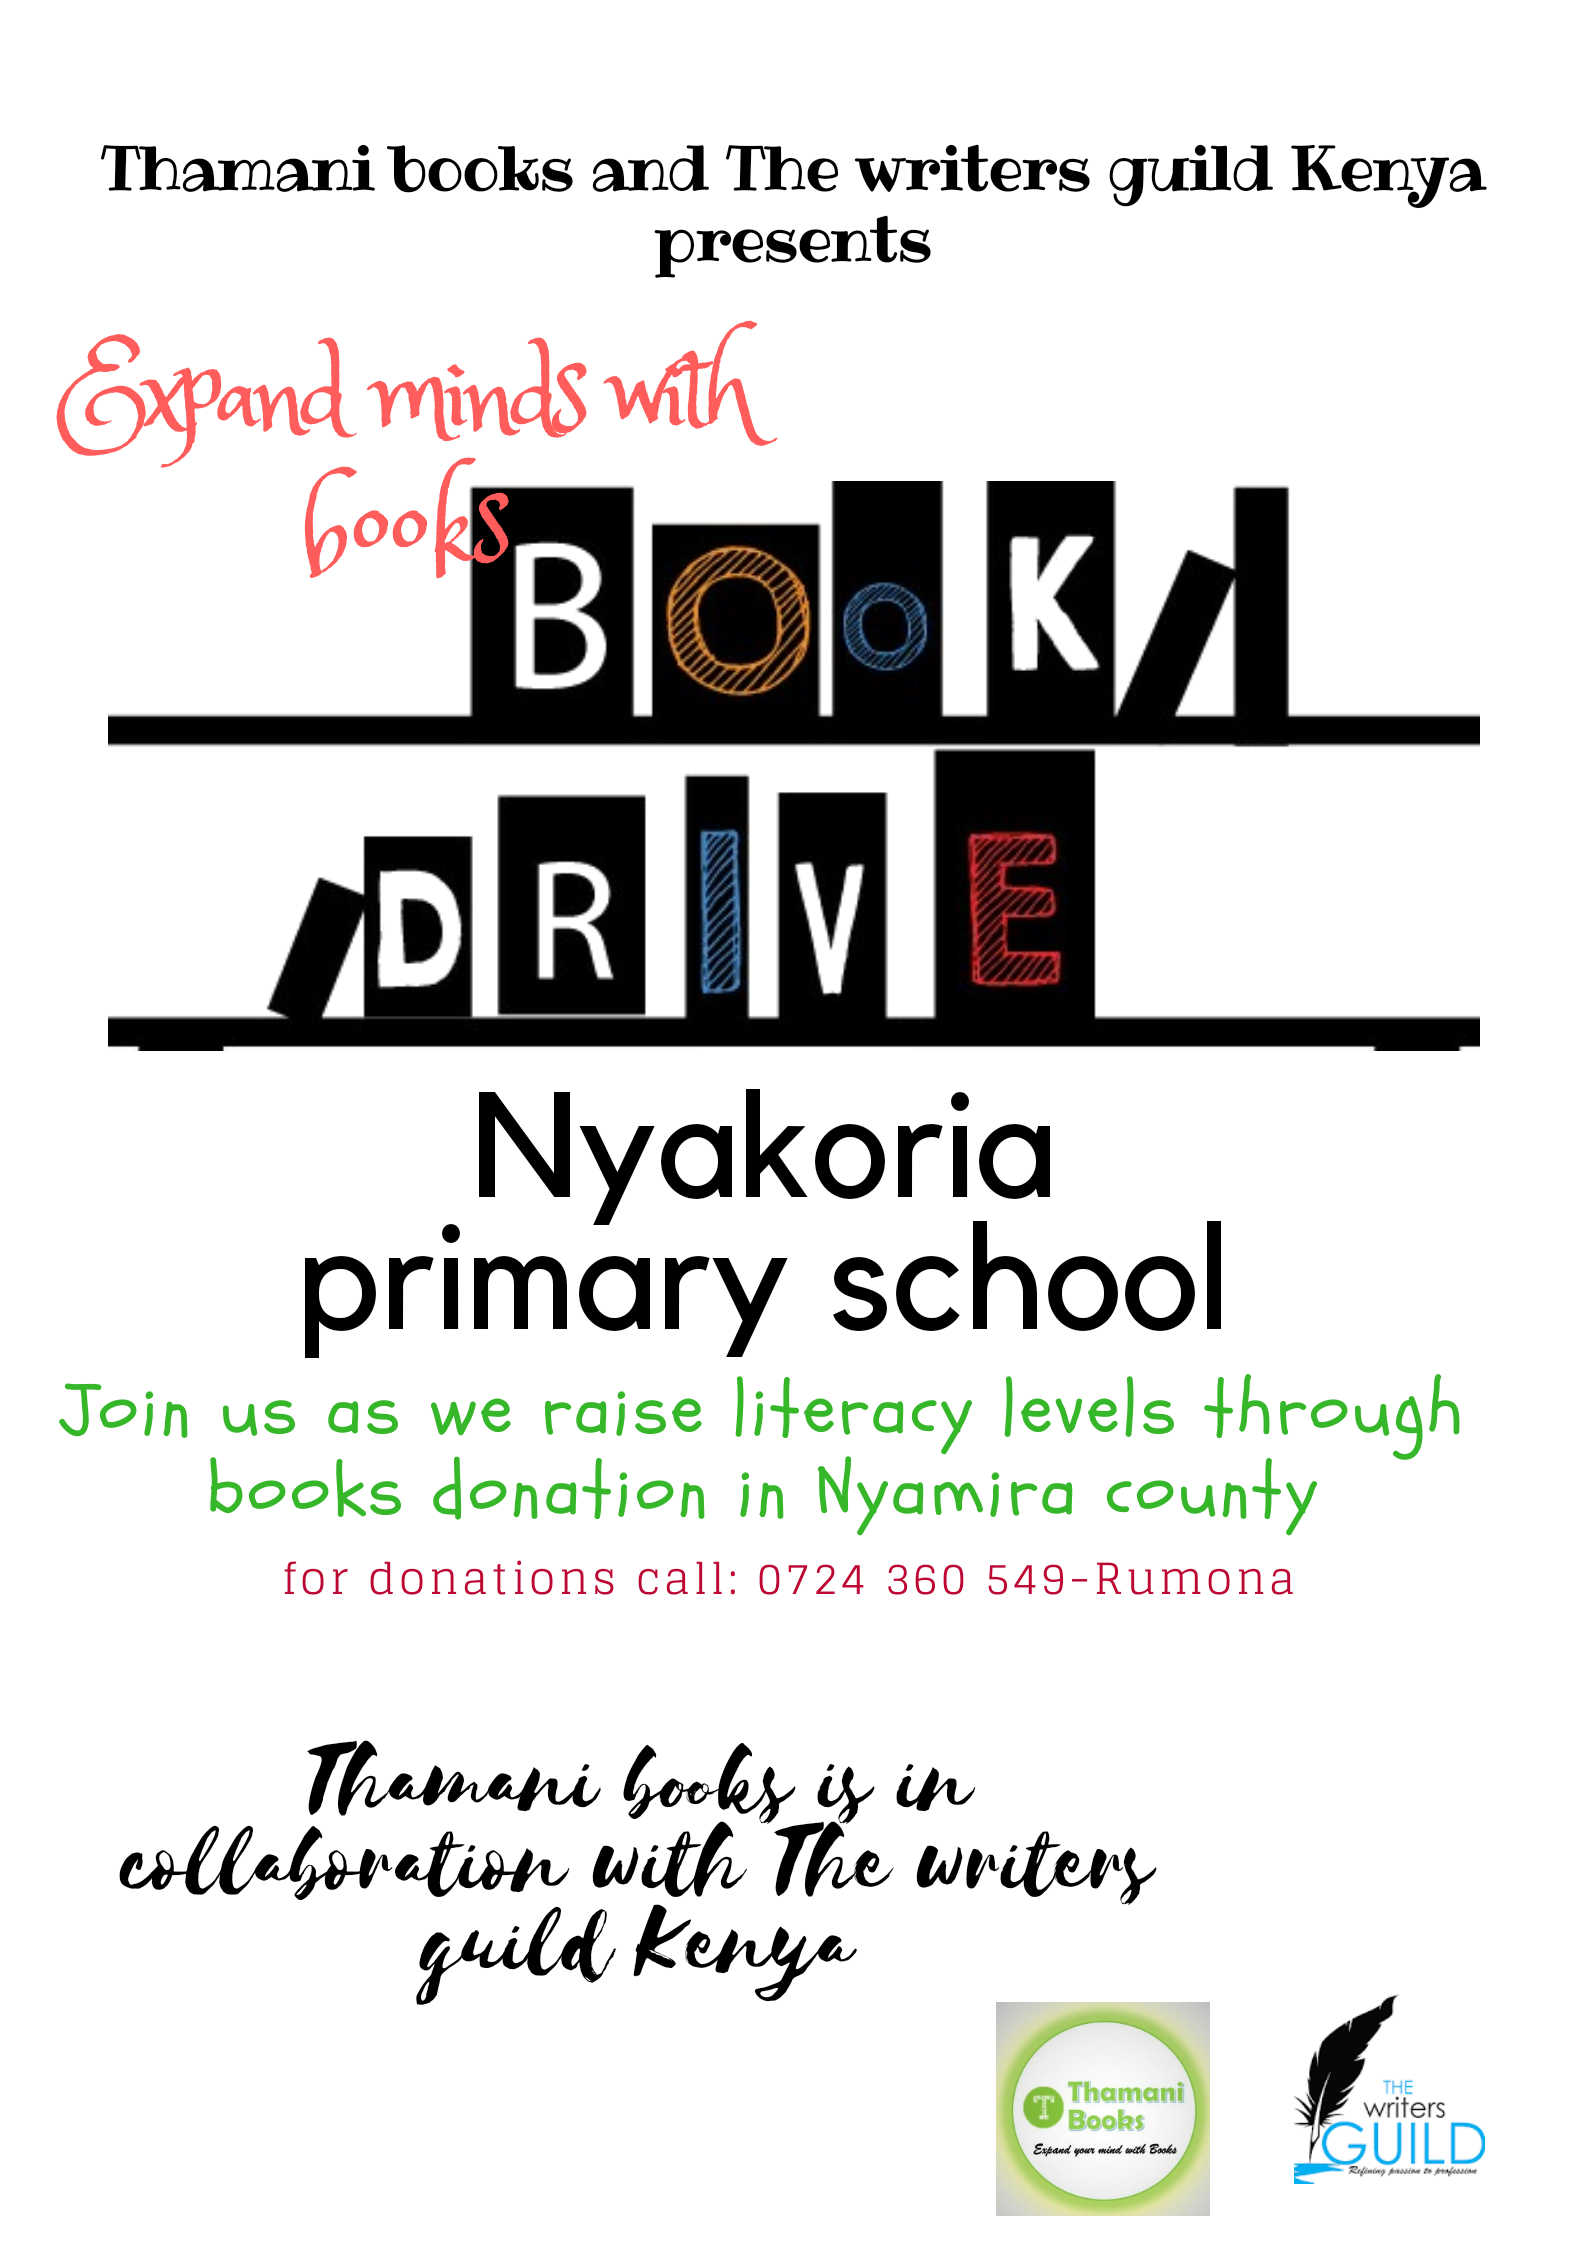 Thamani books and The writers guild Kenya
presents
Expand minds with
books
BOOK
DRIVE
Nyakoria
primary school
Join us as we raise literacy levels through
books donation in Nyamira county
for donations call: 0724 360 549-Rumona
Thamani books is in
collaboration with The writers
guild Kenya
T
Thamani
Books
Expand your mind with Books
THE
writers
GUILD
Refining passion to profession